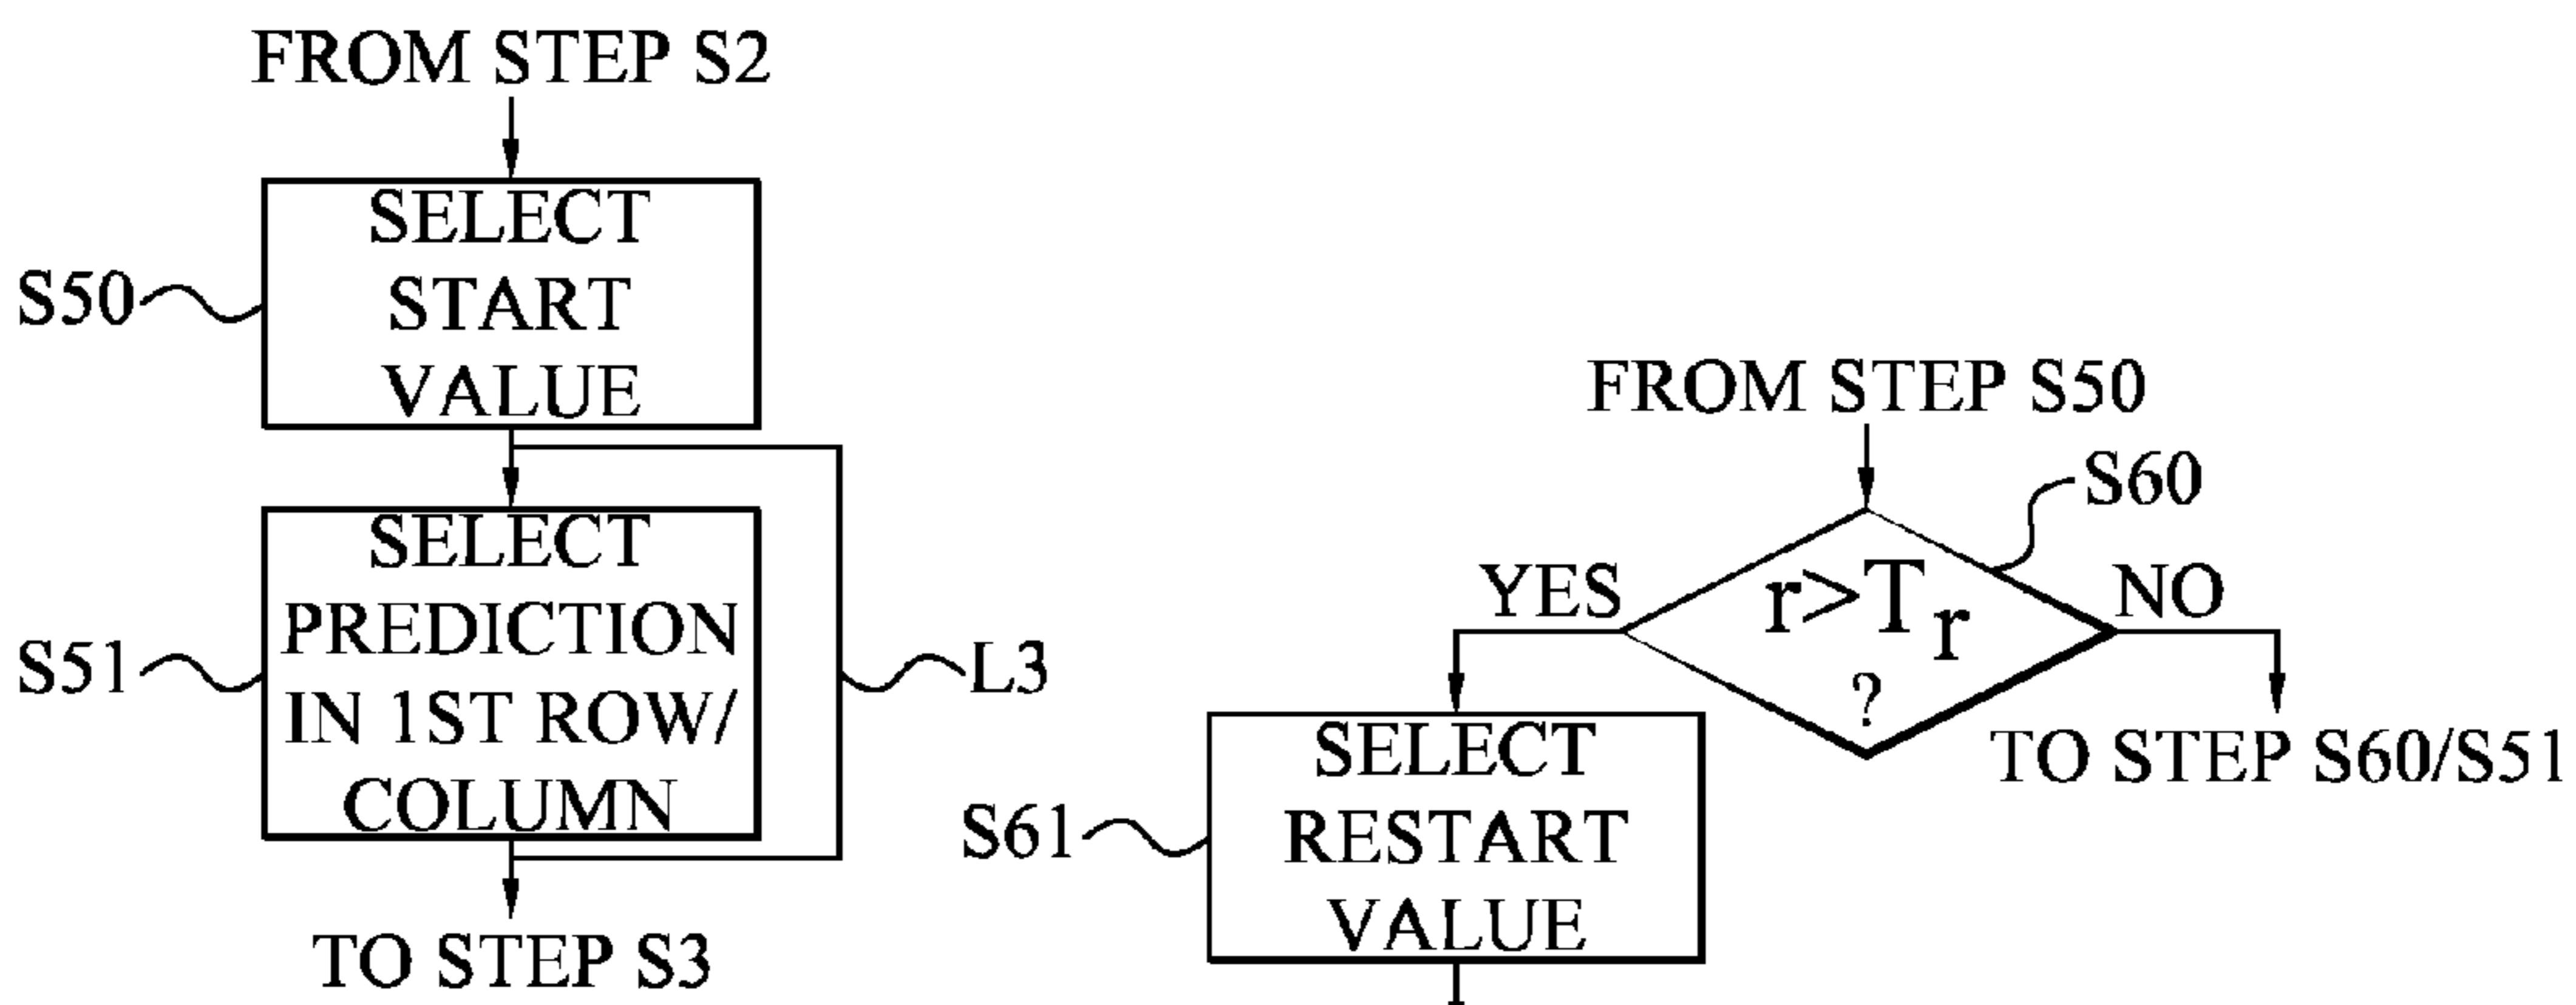 FROM STEP S2
SELECT
START
VALUE
S50
SELECT
PREDICTION
IN 1ST ROW/
COLUMN
S51
L3
TO STEP S3
FROM STEP S50
S60
r>Tr
?
YES
NO
TO STEP S60/S51
SELECT
RESTART
VALUE
S61